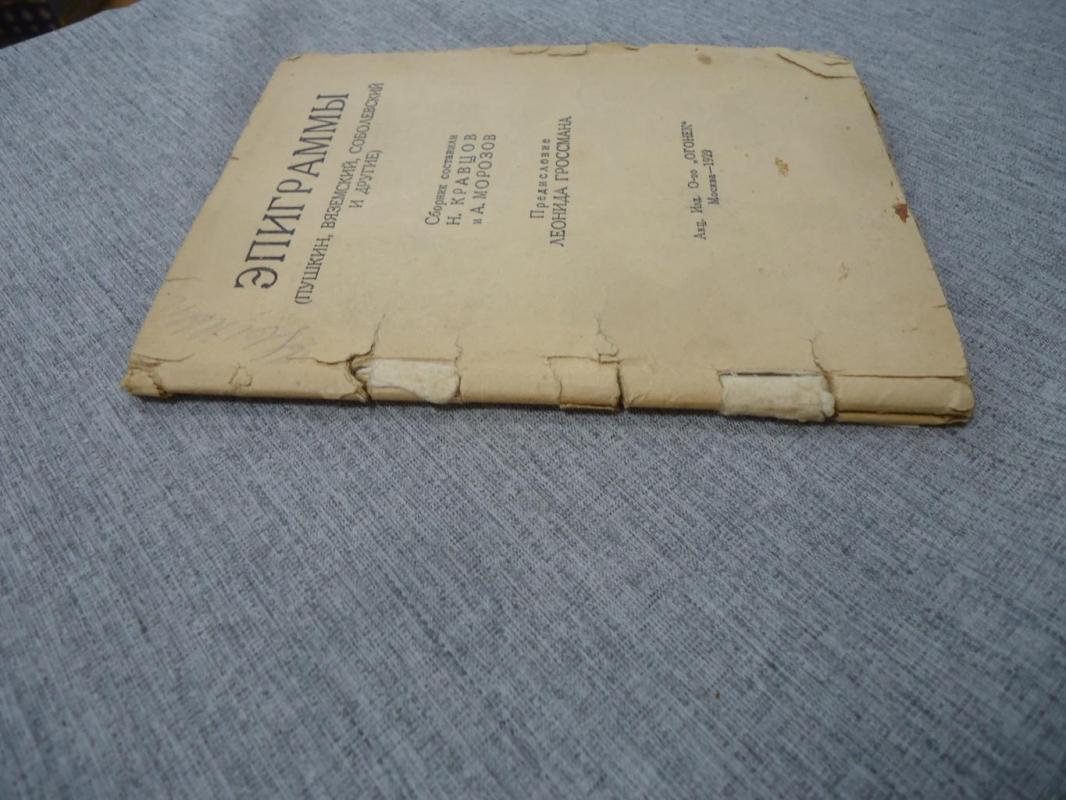 ЭПИГРАММЫ
(ПУШКИН, ВЯЗЕМСКИЙ, СОБОЛЕВСКИЙ
И ДРУГИЕ)
Сборник составили
Н. КРАВЦОВ
и А. МОРОЗОВ
Предисловие
ЛЕОНИДА ГРОССМАНА
Акц. Изд. О-во „ОГОНЕК"
Москва—1929